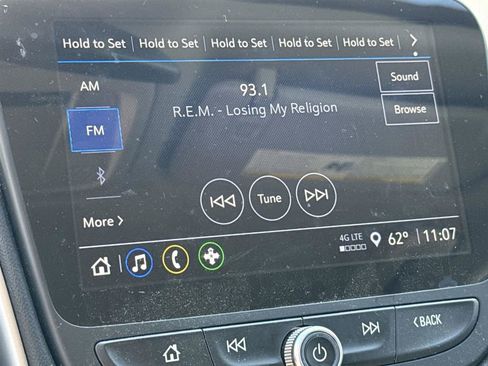 Hold to Set Hold to Set Hold to Set Hold to Set Hold to Set
AM
93.1
Sound
R.E.M. - Losing My Religion
Browse
FM
Tune
More
4G LTE
62° 11:07
BACK